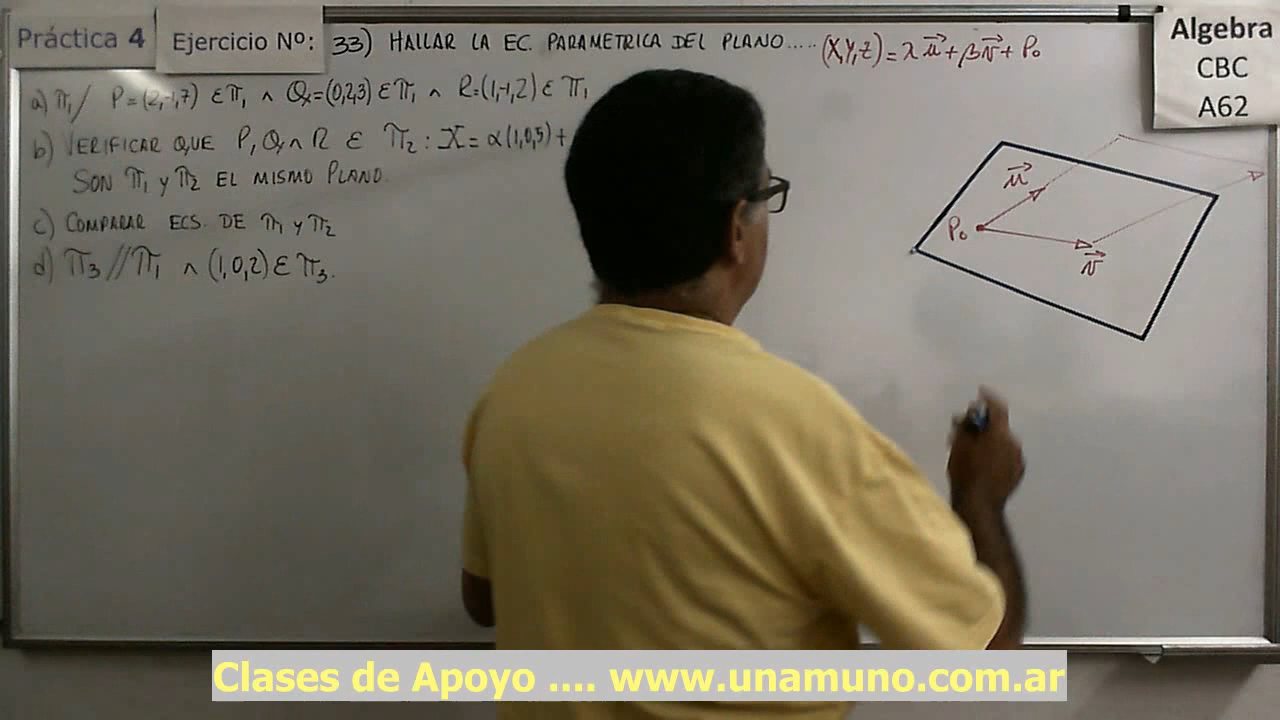 Práctica 4
Ejercicio Nº: 33) HALLAR LA EC. PARAMETRICA DEL PLANO..... (X,Y,Z)=λu⃗+βv⃗+P₀
Algebra
CBC
A62
a) π₁/ P=(2,-1,7) ε π₁ ∧ Q=(0,2,3) ε π₁ ∧ R=(1,-1,2) ε π₁
b) VERIFICAR QUE P, Q ∧ R ε π₂: X=α(1,0,5)+
SON π₁ y π₂ EL MISMO PLANO.
c) COMPARAR ECS. DE π₁ y π₂
d) π₃//π₁ ∧ (1,0,2) ε π₃.
u⃗
P₀
v⃗
Clases de Apoyo .... www.unamuno.com.ar